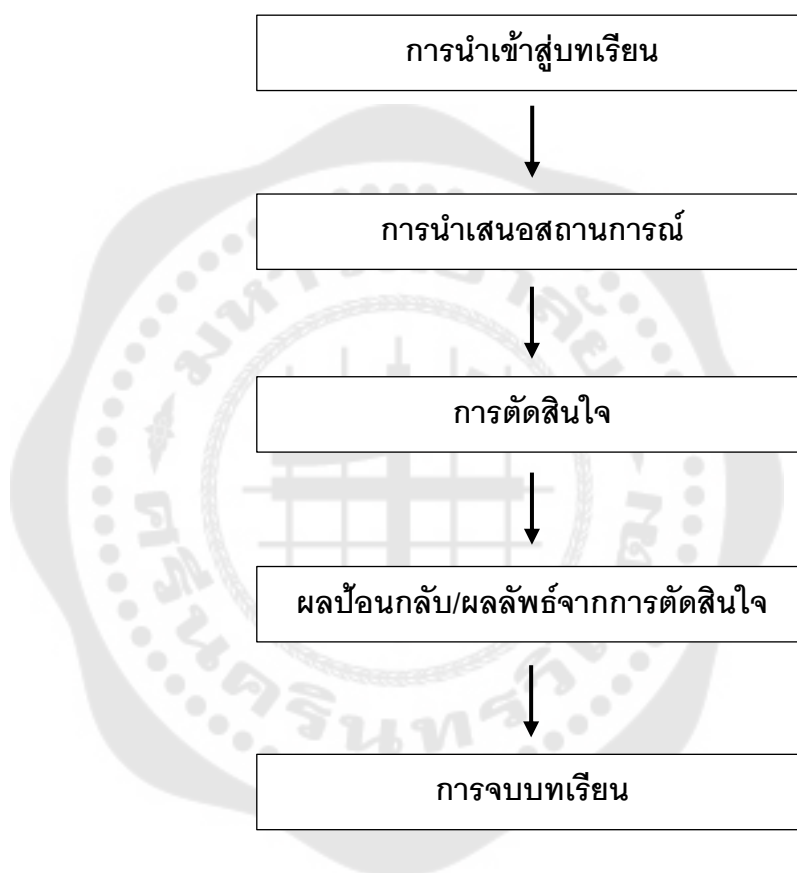 การนำเข้าสู่บทเรียน
การนำเสนอสถานการณ์
การตัดสินใจ
ผลป้อนกลับ/ผลลัพธ์จากการตัดสินใจ
การจบบทเรียน